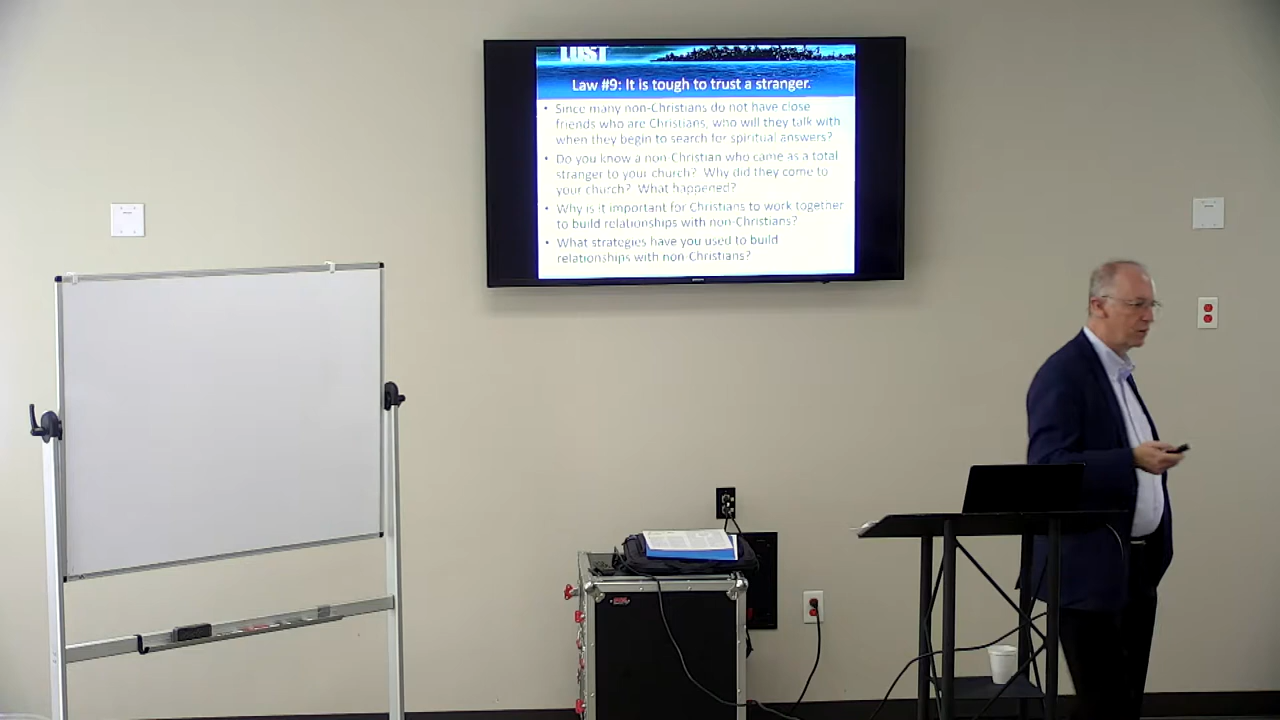 LUST
Law #9: It is tough to trust a stranger.
• Since many non-Christians do not have close
friends who are Christians, who will they talk with
when they begin to search for spiritual answers?
• Do you know a non-Christian who came as a total
stranger to your church? Why did they come to
your church? What happened?
• Why is it important for Christians to work together
to build relationships with non-Christians?
• What strategies have you used to build
relationships with non-Christians?